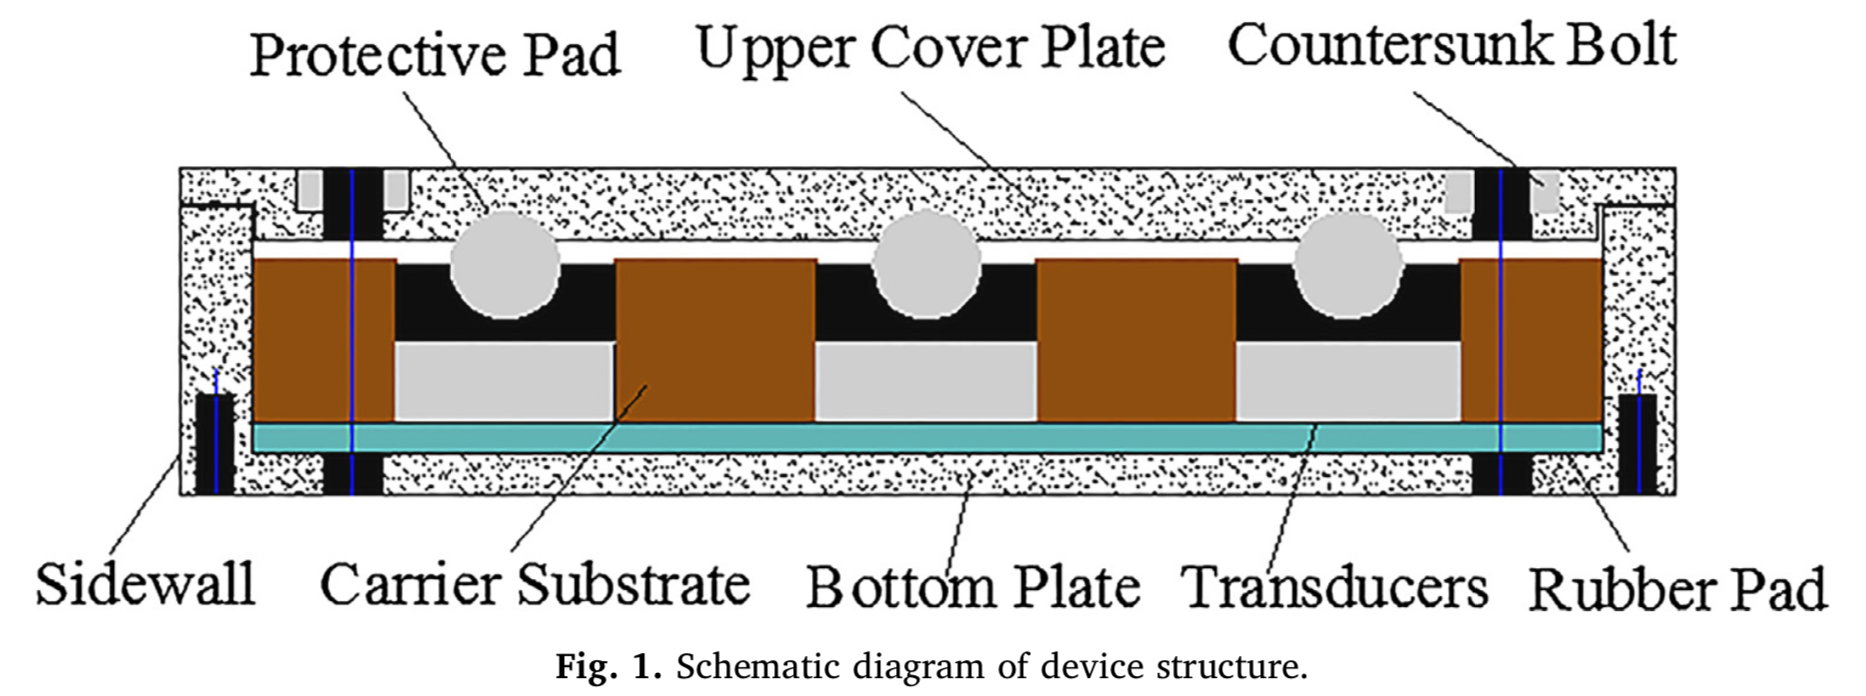 Protective Pad Upper Cover Plate Countersunk Bolt
Sidewall Carrier Substrate Bottom Plate Transducers Rubber Pad
Fig. 1. Schematic diagram of device structure.